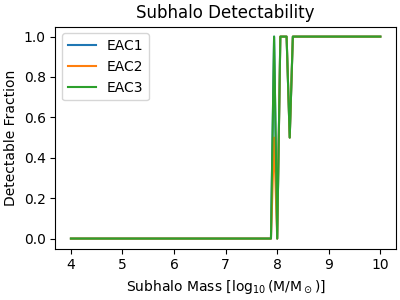 Subhalo Detectability
EAC1
EAC2
EAC3
Detectable Fraction
1.0
0.8
0.6
0.4
0.2
0.0
4 5 6 7 8 9 10
Subhalo Mass [log₁₀(M/M⊙)]